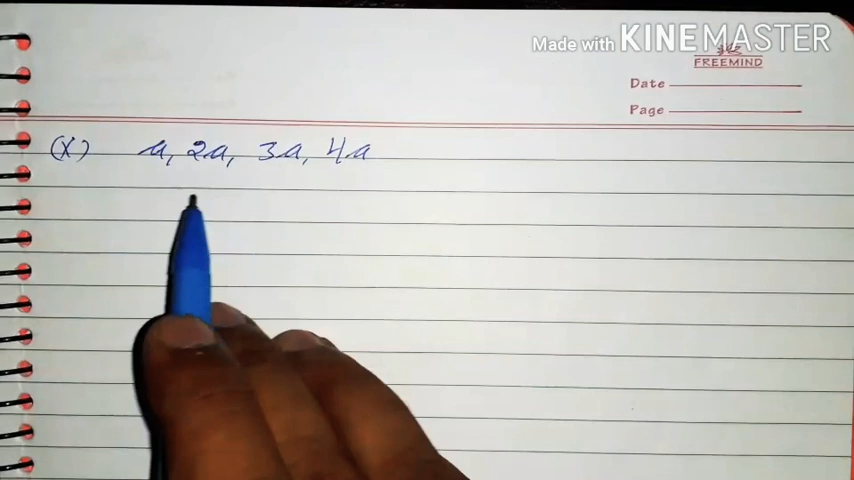 Made with KINEMASTER
FREEMIND
Date
Page
(X) a, 2a, 3a, 4a